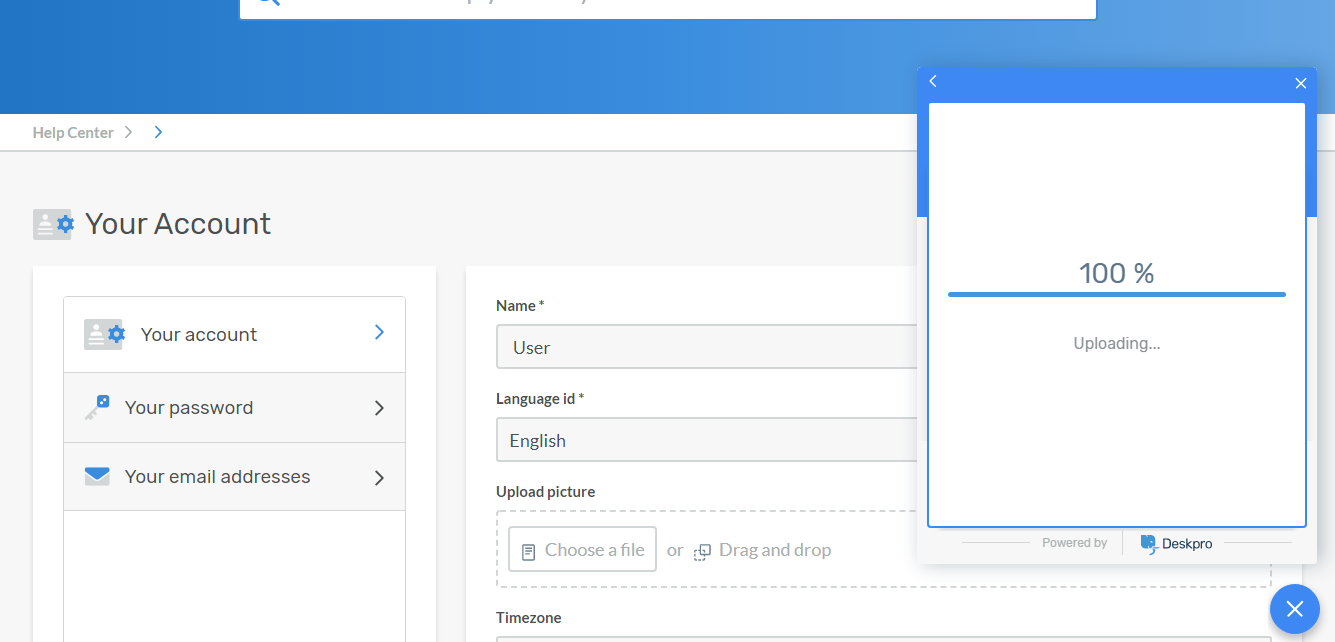 Help Center
Your Account
Your account
Your password
Your email addresses
Name *
User
Language id *
English
Upload picture
Choose a file or Drag and drop
Timezone
100 %
Uploading...
Powered by Deskpro